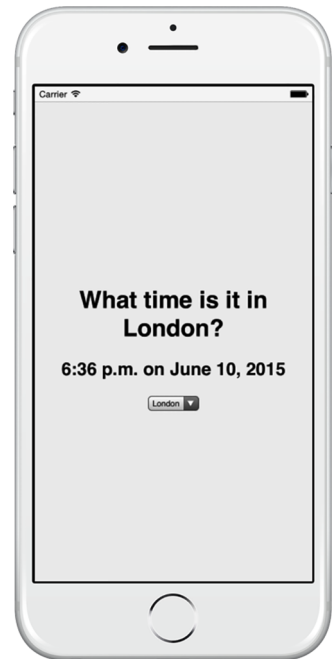 Carrier
What time is it in
London?
6:36 p.m. on June 10, 2015
London